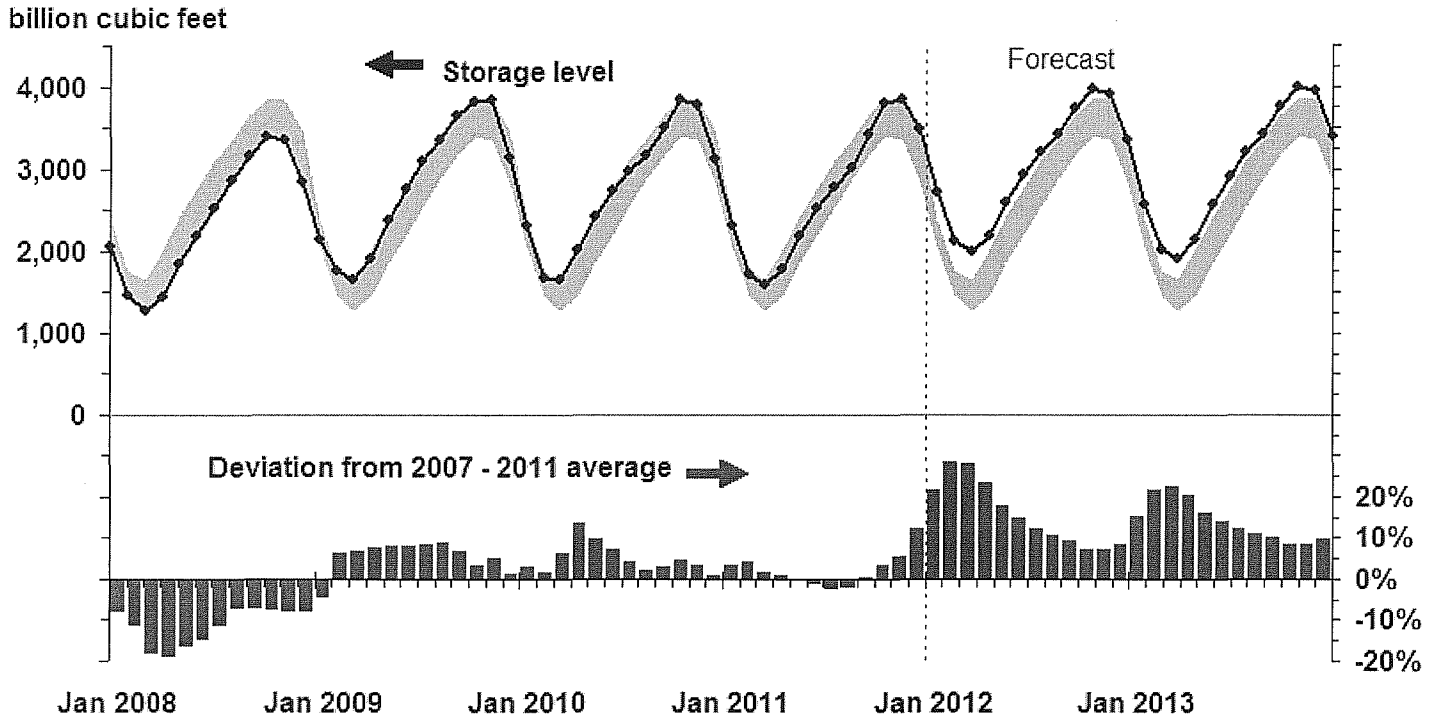 billion cubic feet
Storage level
Forecast
4,000
3,000
2,000
1,000
0
Deviation from 2007 - 2011 average
20%
10%
0%
-10%
-20%
Jan 2008 Jan 2009 Jan 2010 Jan 2011 Jan 2012 Jan 2013